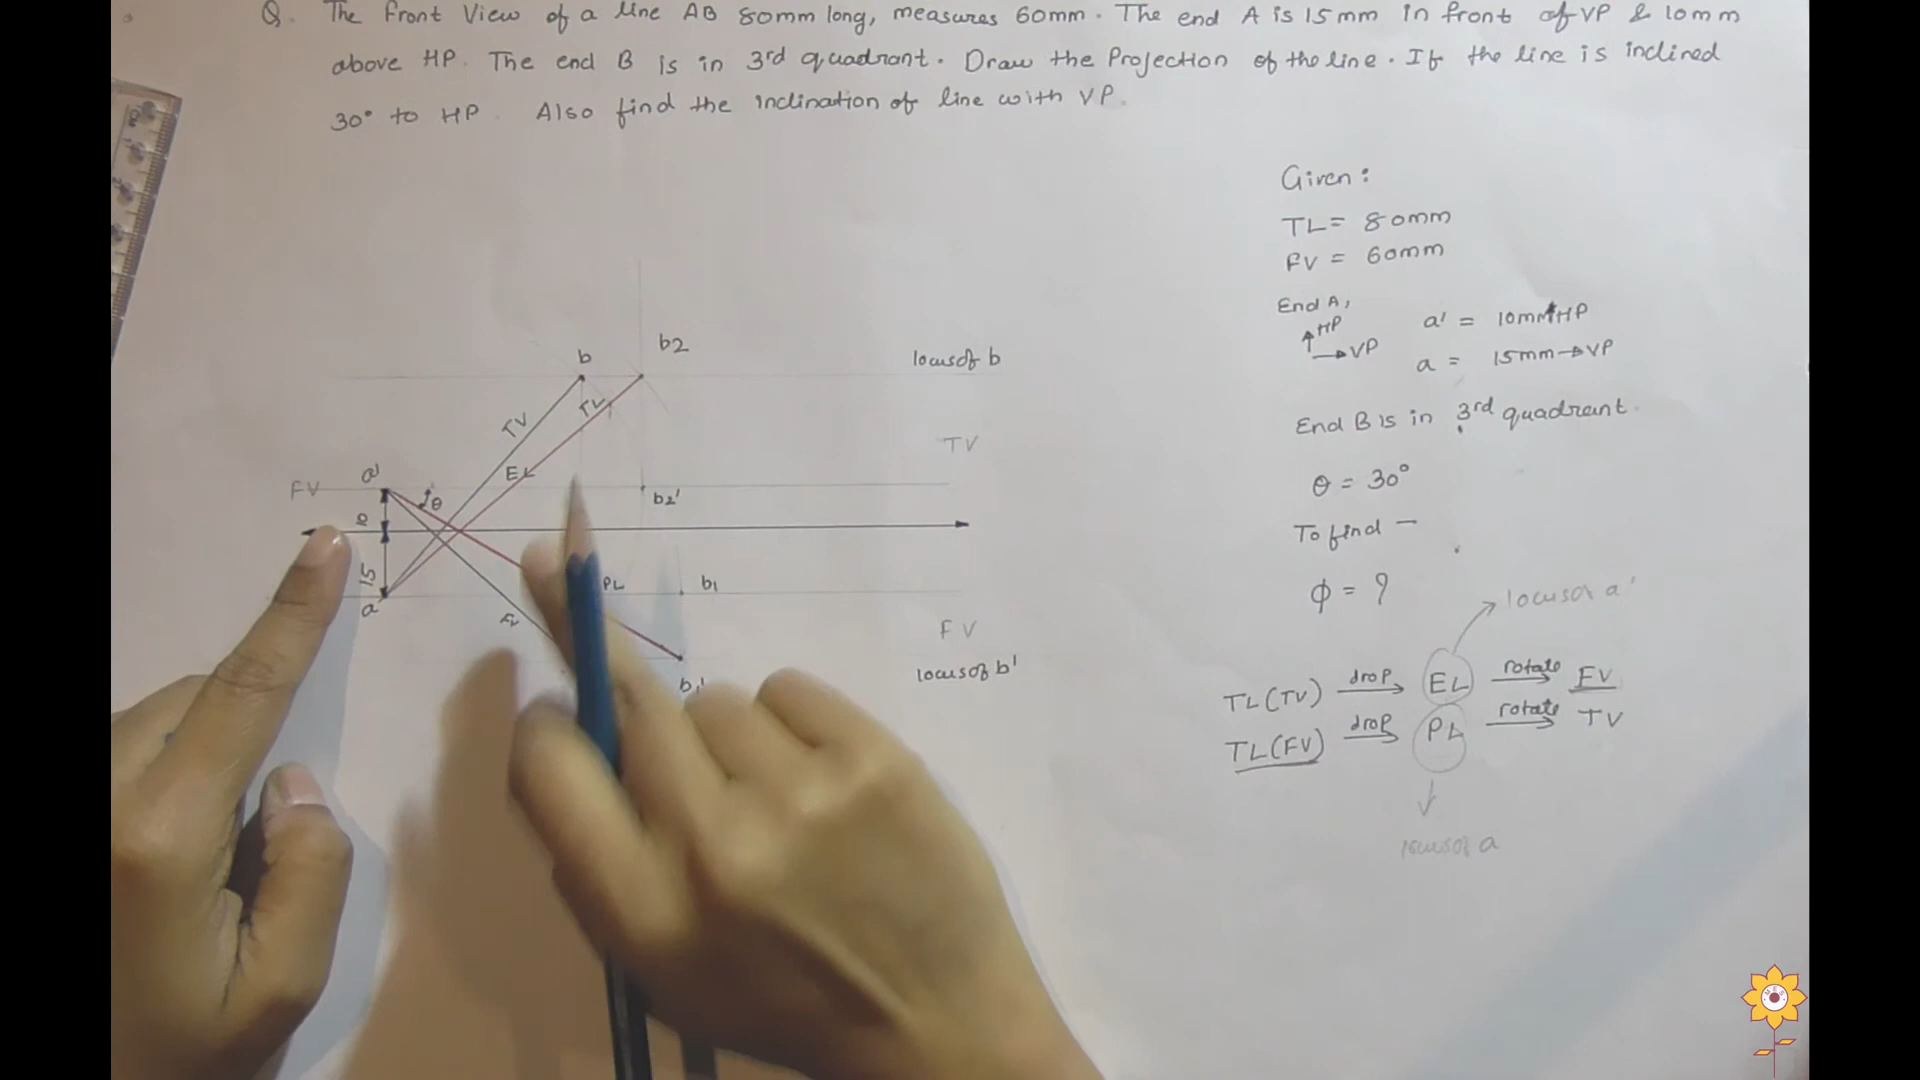 Q. The Front View of a line AB 80mm long, measures 60mm. The end A is 15mm in front of VP & 10mm
above HP. The end B is in 3rd quadrant. Draw the Projection of the line. If the line is inclined
30° to HP. Also find the inclination of line with VP.
Given:
TL = 80mm
FV = 60mm
End A,
↑HP
→VP
a' = 10mm↑HP
a = 15mm→VP
End B is in 3rd quadrant.
θ = 30°
To find —
ϕ = ?
locus of a'
TL(TV) drop→ EL rotate→ FV
TL(FV) drop→ PL rotate→ TV
locus of a
b
b2
locus of b
TV
TL
TV
EL
FV
a'
θ
b2'
10
15
a
PL
b1
FV
FV
locus of b'
b1'